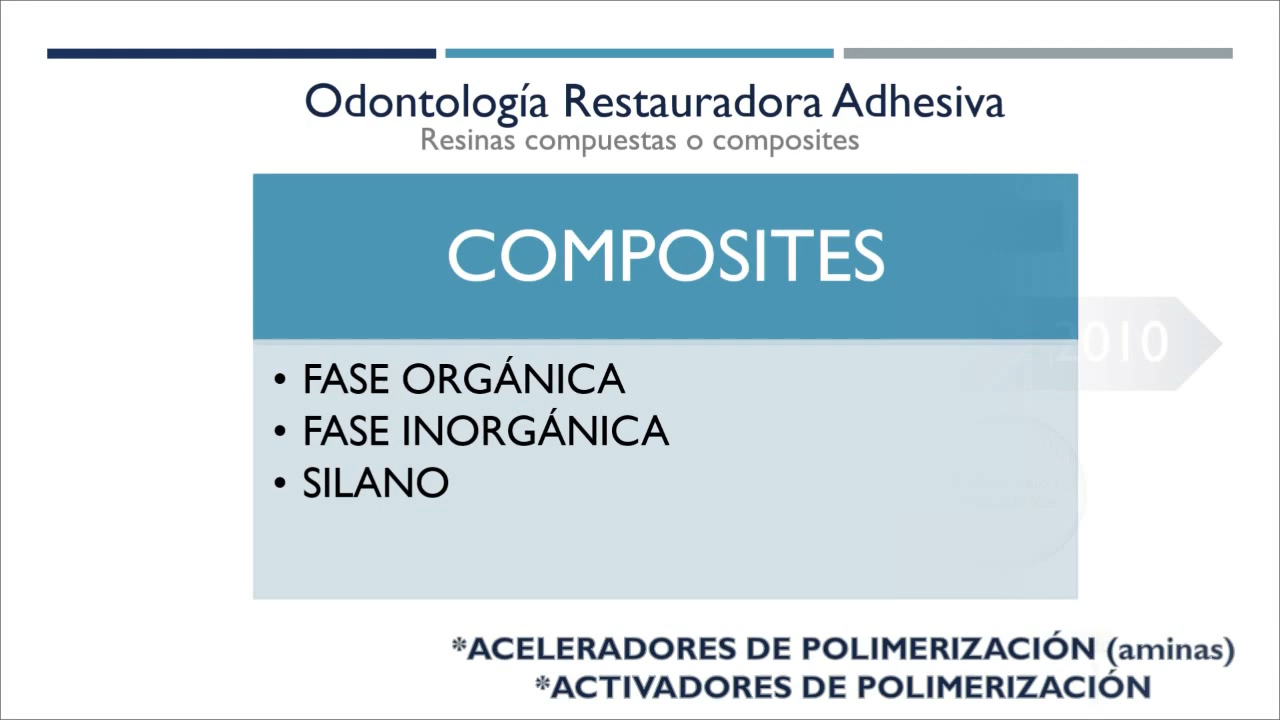 Odontología Restauradora Adhesiva
Resinas compuestas o composites
COMPOSITES
2010
• FASE ORGÁNICA
• FASE INORGÁNICA
• SILANO
*ACELERADORES DE POLIMERIZACIÓN (aminas)
*ACTIVADORES DE POLIMERIZACIÓN